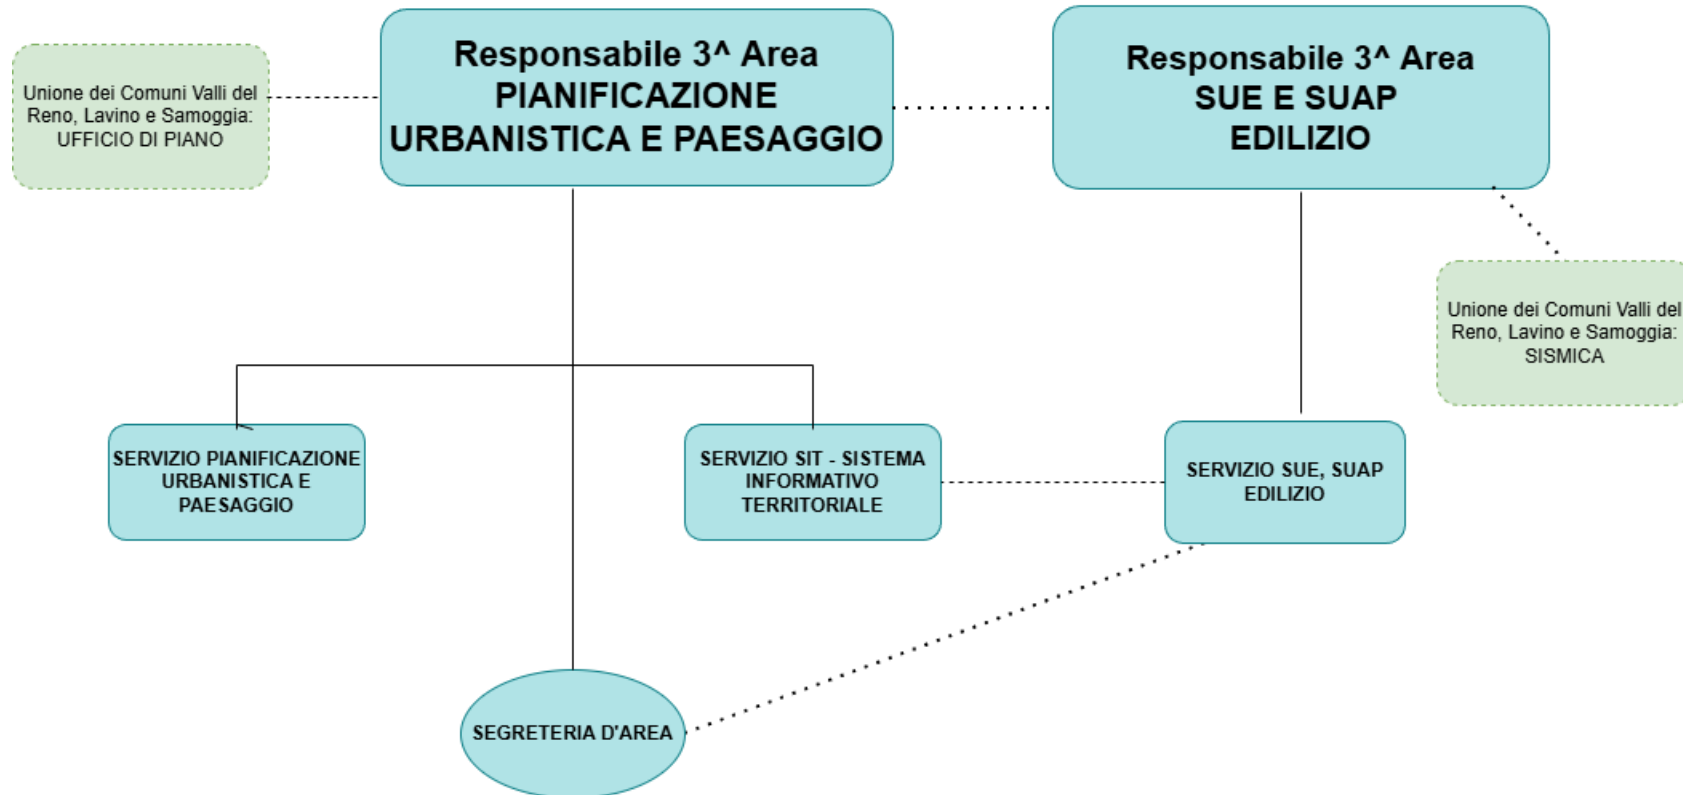 Responsabile 3^ Area
PIANIFICAZIONE
URBANISTICA E PAESAGGIO
Responsabile 3^ Area
SUE E SUAP
EDILIZIO
Unione dei Comuni Valli del
Reno, Lavino e Samoggia:
UFFICIO DI PIANO
Unione dei Comuni Valli del
Reno, Lavino e Samoggia:
SISMICA
SERVIZIO PIANIFICAZIONE
URBANISTICA E
PAESAGGIO
SERVIZIO SIT - SISTEMA
INFORMATIVO
TERRITORIALE
SERVIZIO SUE, SUAP
EDILIZIO
SEGRETERIA D'AREA